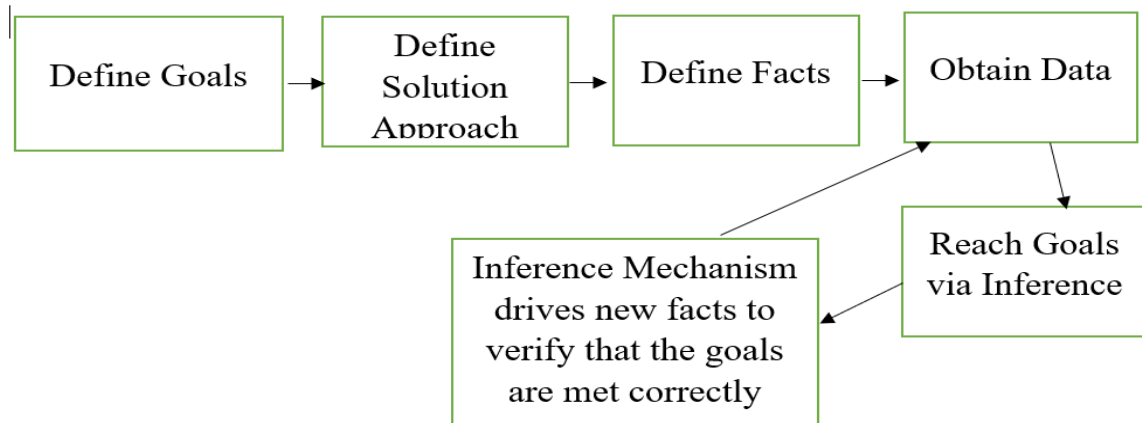 Define Goals
Define
Solution
Approach
Define Facts
Obtain Data
Reach Goals
via Inference
Inference Mechanism
drives new facts to
verify that the goals
are met correctly